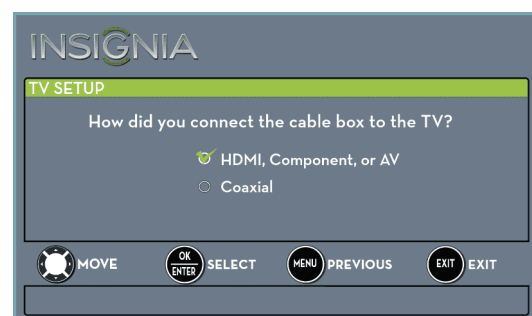 INSIGNIA
TV SETUP
How did you connect the cable box to the TV?
HDMI, Component, or AV
Coaxial
MOVE OK ENTER SELECT MENU PREVIOUS EXIT EXIT